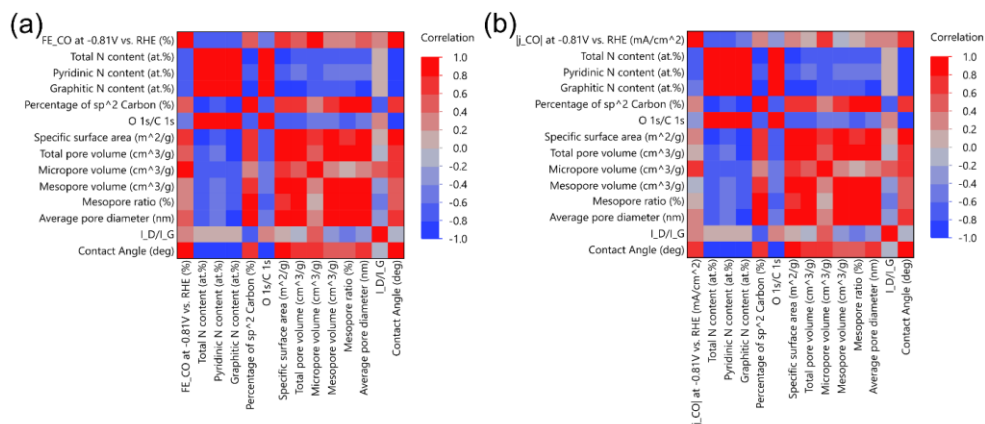 (a)
FE_CO at -0.81V vs. RHE (%)
Total N content (at.%)
Pyridinic N content (at.%)
Graphitic N content (at.%)
Percentage of sp^2 Carbon (%)
O 1s/C 1s
Specific surface area (m^2/g)
Total pore volume (cm^3/g)
Micropore volume (cm^3/g)
Mesopore volume (cm^3/g)
Mesopore ratio (%)
Average pore diameter (nm)
I_D/I_G
Contact Angle (deg)
FE_CO at -0.81V vs. RHE (%)
Total N content (at.%)
Pyridinic N content (at.%)
Graphitic N content (at.%)
Percentage of sp^2 Carbon (%)
O 1s/C 1s
Specific surface area (m^2/g)
Total pore volume (cm^3/g)
Micropore volume (cm^3/g)
Mesopore volume (cm^3/g)
Mesopore ratio (%)
Average pore diameter (nm)
I_D/I_G
Contact Angle (deg)
Correlation
1.0
0.8
0.6
0.4
0.2
0.0
-0.2
-0.4
-0.6
-0.8
-1.0
(b)
|j_CO| at -0.81V vs. RHE (mA/cm^2)
Total N content (at.%)
Pyridinic N content (at.%)
Graphitic N content (at.%)
Percentage of sp^2 Carbon (%)
O 1s/C 1s
Specific surface area (m^2/g)
Total pore volume (cm^3/g)
Micropore volume (cm^3/g)
Mesopore volume (cm^3/g)
Mesopore ratio (%)
Average pore diameter (nm)
I_D/I_G
Contact Angle (deg)
|j_CO| at -0.81V vs. RHE (mA/cm^2)
Total N content (at.%)
Pyridinic N content (at.%)
Graphitic N content (at.%)
Percentage of sp^2 Carbon (%)
O 1s/C 1s
Specific surface area (m^2/g)
Total pore volume (cm^3/g)
Micropore volume (cm^3/g)
Mesopore volume (cm^3/g)
Mesopore ratio (%)
Average pore diameter (nm)
I_D/I_G
Contact Angle (deg)
Correlation
1.0
0.8
0.6
0.4
0.2
0.0
-0.2
-0.4
-0.6
-0.8
-1.0